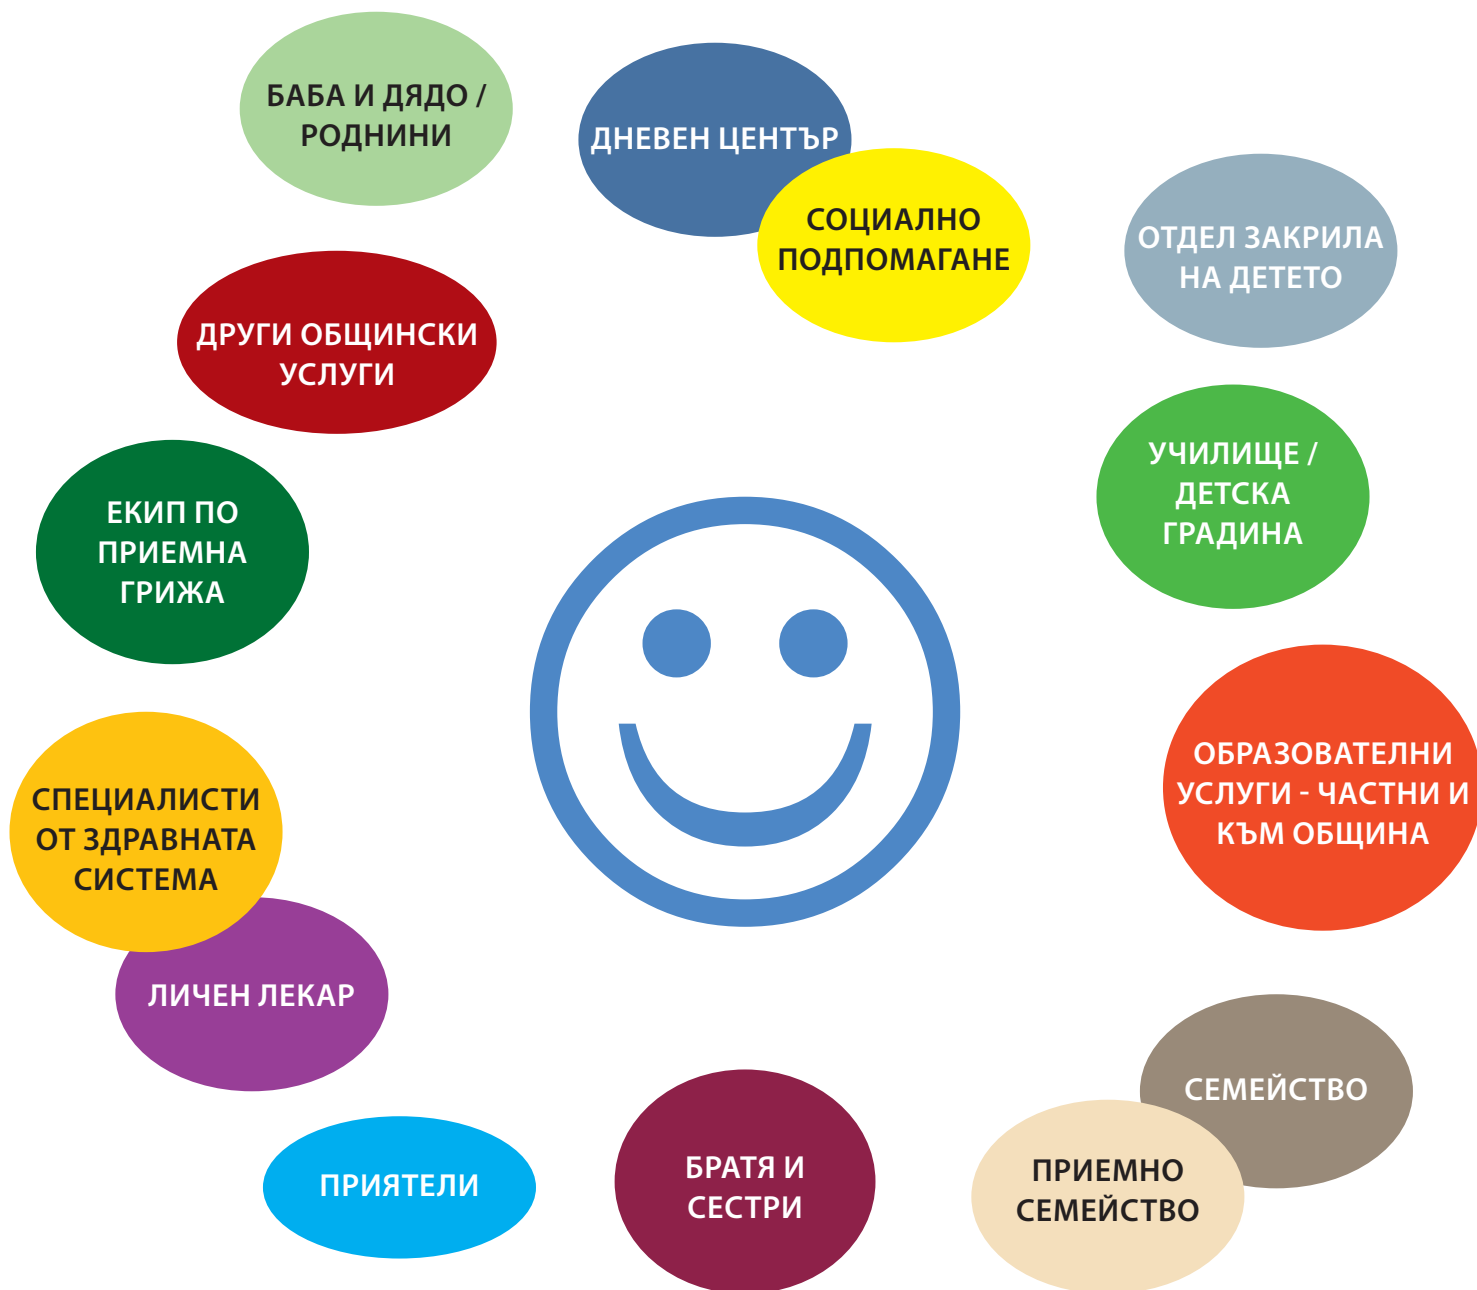 БАБА И ДЯДО /
РОДНИНИ
ДНЕВЕН ЦЕНТЪР
СОЦИАЛНО
ПОДПОМАГАНЕ
ОТДЕЛ ЗАКРИЛА
НА ДЕТЕТО
ДРУГИ ОБЩИНСКИ
УСЛУГИ
УЧИЛИЩЕ /
ДЕТСКА
ГРАДИНА
ЕКИП ПО
ПРИЕМНА
ГРИЖА
ОБРАЗОВАТЕЛНИ
УСЛУГИ - ЧАСТНИ И
КЪМ ОБЩИНА
СПЕЦИАЛИСТИ
ОТ ЗДРАВНАТА
СИСТЕМА
ЛИЧЕН ЛЕКАР
СЕМЕЙСТВО
ПРИЕМНО
СЕМЕЙСТВО
БРАТЯ И
СЕСТРИ
ПРИЯТЕЛИ